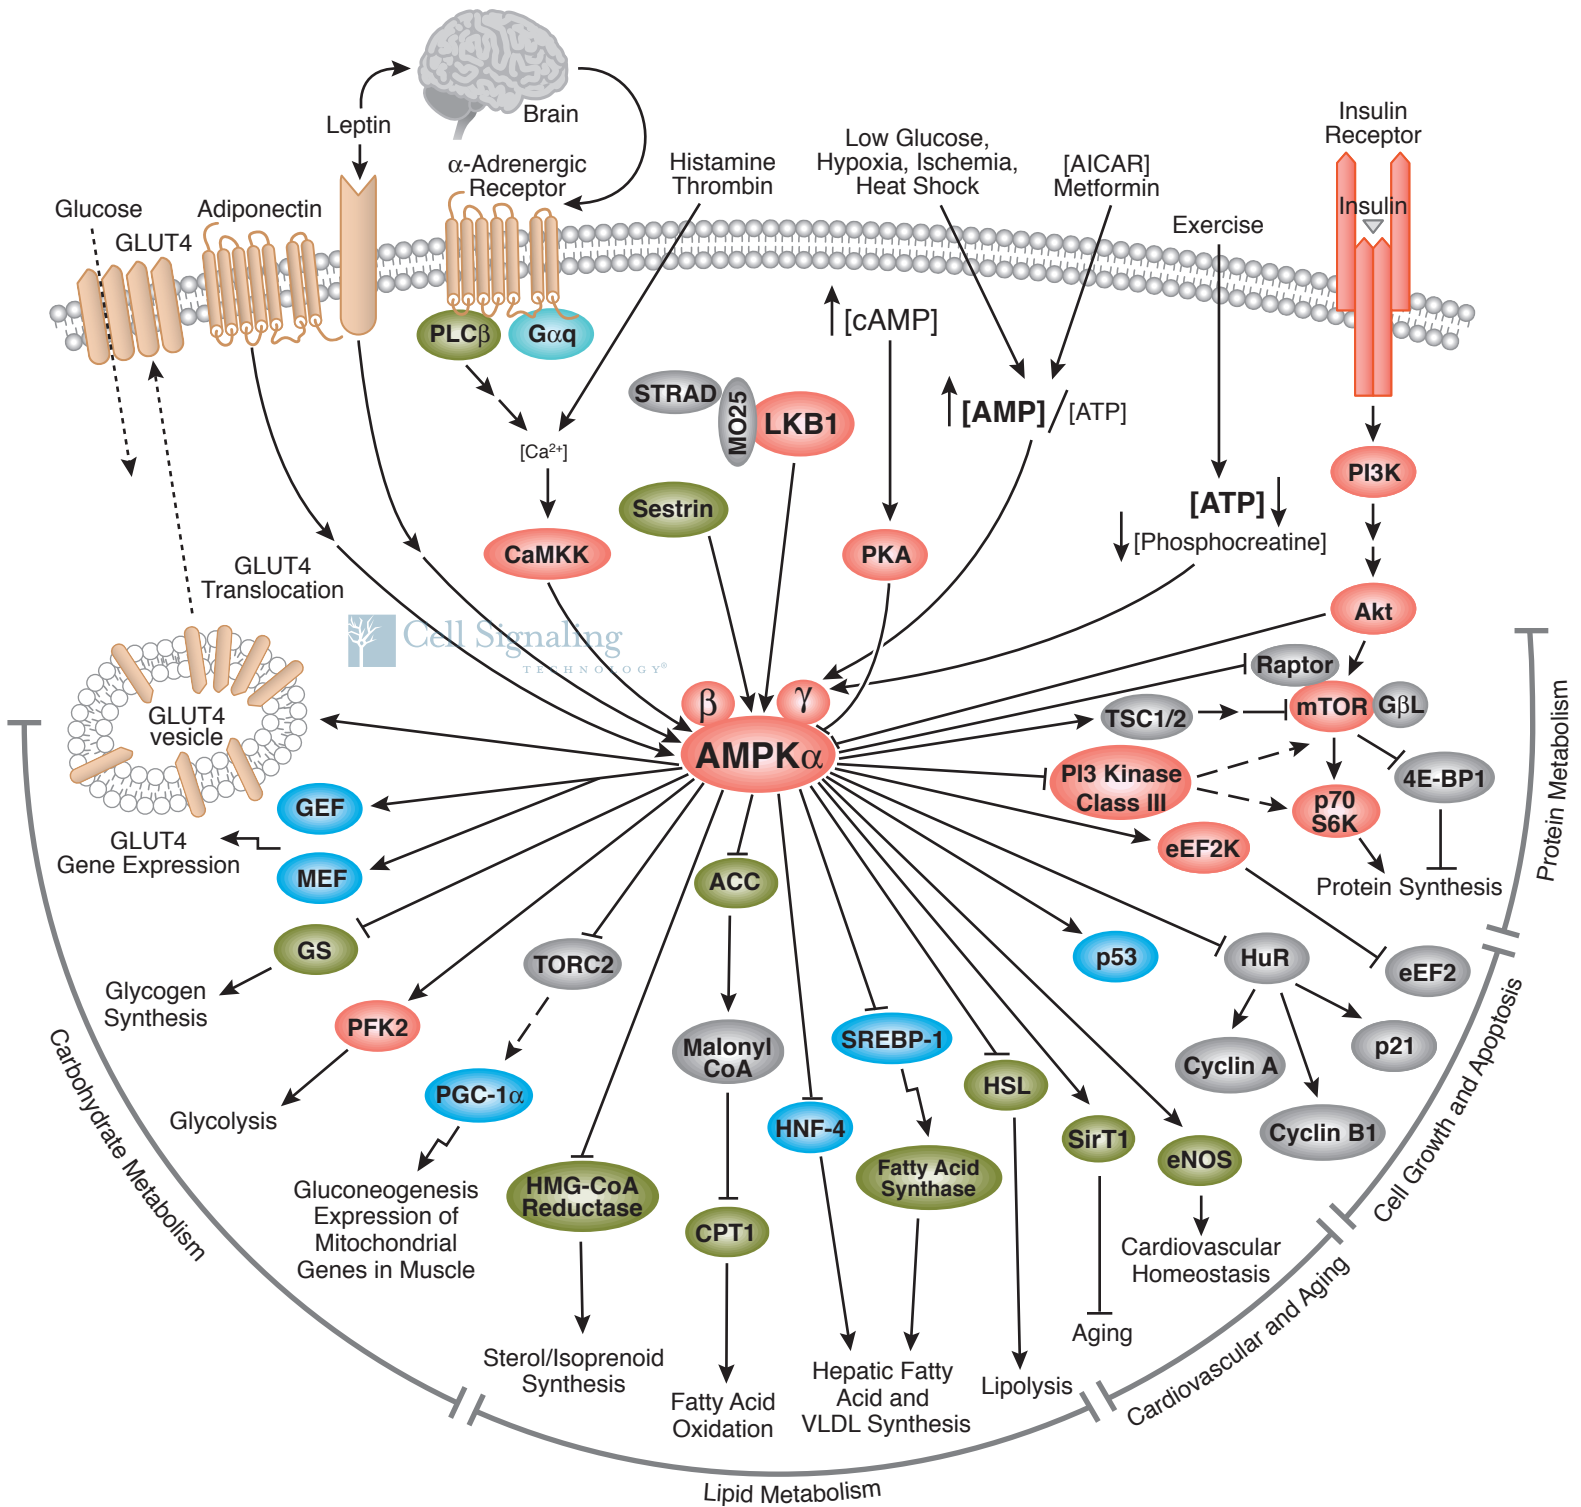 Brain
Leptin
α-Adrenergic
Receptor
Histamine
Thrombin
Low Glucose,
Hypoxia, Ischemia,
Heat Shock
[AICAR]
Metformin
Insulin
Receptor
Insulin
Exercise
Glucose
GLUT4
Adiponectin
PLCβ
Gαq
[cAMP]
STRAD
MO25
LKB1
[AMP]
/
[ATP]
[Ca²⁺]
PI3K
Sestrin
[ATP]
[Phosphocreatine]
CaMKK
PKA
GLUT4
Translocation
Akt
Cell Signaling
TECHNOLOGY®
Raptor
mTOR
GβL
TSC1/2
β
γ
AMPKα
GLUT4
vesicle
PI3 Kinase
Class III
4E-BP1
p70
S6K
GEF
GLUT4
Gene Expression
MEF
eEF2K
Protein Synthesis
ACC
GS
TORC2
p53
HuR
eEF2
Glycogen
Synthesis
PFK2
Malonyl
CoA
SREBP-1
p21
Cyclin A
HSL
PGC-1α
Glycolysis
HNF-4
SirT1
Cyclin B1
eNOS
Fatty Acid
Synthase
HMG-CoA
Reductase
Gluconeogenesis
Expression of
Mitochondrial
Genes in Muscle
CPT1
Cardiovascular
Homeostasis
Aging
Sterol/Isoprenoid
Synthesis
Fatty Acid
Oxidation
Hepatic Fatty
Acid and
VLDL Synthesis
Lipolysis
Carbohydrate Metabolism
Lipid Metabolism
Cardiovascular and Aging
Cell Growth and Apoptosis
Protein Metabolism